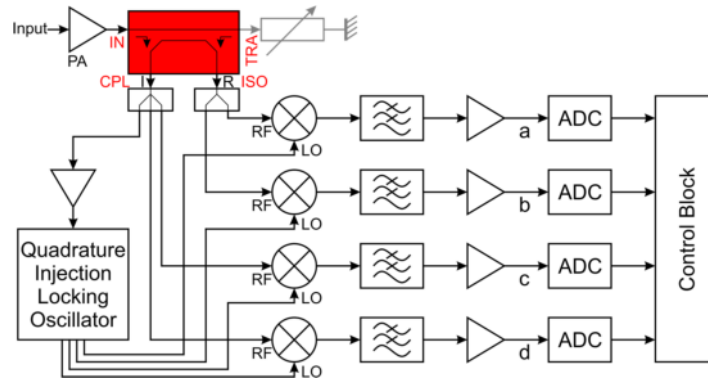 Input
PA
IN
TRA
CPL
I
R
ISO
RF
LO
a
ADC
RF
LO
b
ADC
Quadrature
Injection
Locking
Oscillator
RF
LO
c
ADC
RF
LO
d
ADC
Control Block